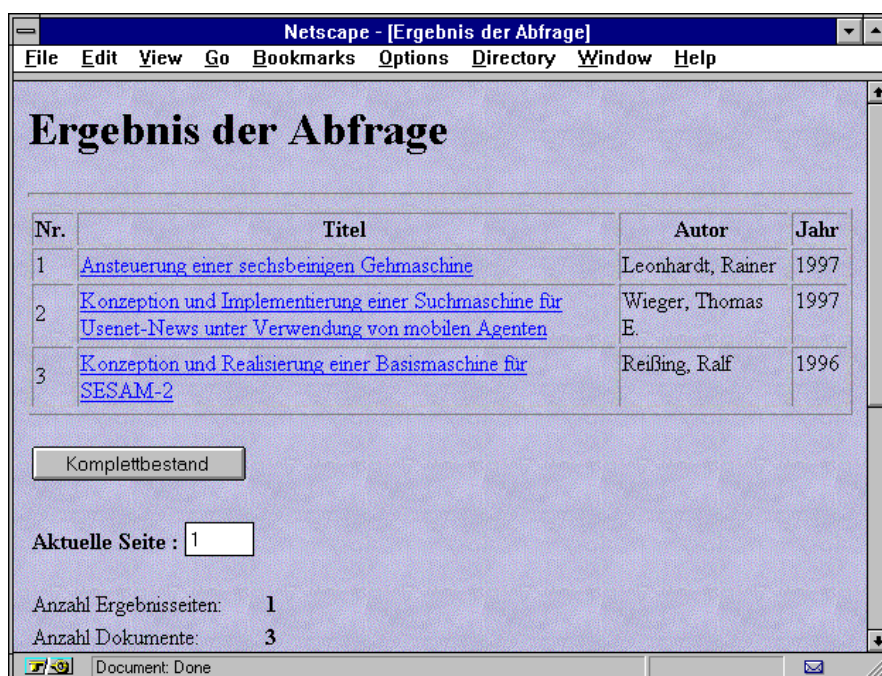 Netscape - [Ergebnis der Abfrage]
File Edit View Go Bookmarks Options Directory Window Help
Ergebnis der Abfrage
Nr. Titel Autor Jahr
1 Ansteuerung einer sechsbeinigen Gehmaschine Leonhardt, Rainer 1997
2 Konzeption und Implementierung einer Suchmaschine für Wieger, Thomas 1997
Usenet-News unter Verwendung von mobilen Agenten E.
3 Konzeption und Realisierung einer Basismaschine für Reißing, Ralf 1996
SESAM-2
Komplettbestand
Aktuelle Seite : 1
Anzahl Ergebnisseiten: 1
Anzahl Dokumente: 3
Document: Done